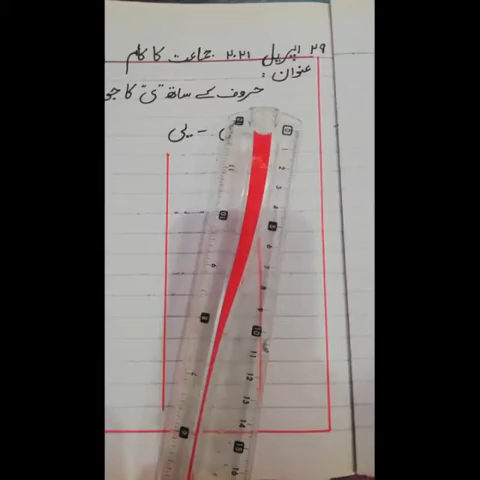 ۲۹ اپریل ۲۰۲۱ جماعت کا کام
عنوان:
حروف کے ساتھ "ی" کا جو
- یی